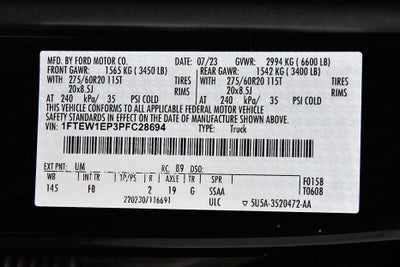 MFD. BY FORD MOTOR CO. 07/23 GVWR: 2994 KG ( 6600 LB)
FRONT GAWR: 1565 KG ( 3450 LB) REAR GAWR: 1542 KG ( 3400 LB)
WITH 275/60R20 115T TIRES WITH 275/60R20 115T TIRES
20x8.5J RIMS 20x8.5J RIMS
AT 240 kPa/ 35 PSI COLD AT 240 kPa/ 35 PSI COLD
THIS VEHICLE CONFORMS TO ALL APPLICABLE FEDERAL MOTOR VEHICLE
SAFETY STANDARDS IN EFFECT ON THE DATE OF MANUFACTURE SHOWN ABOVE.
VIN: 1FTEW1EP3PFC28694 TYPE: Truck
EXT PNT: UM RC: 89 DSO:
WB INT TR TP/PS R AXLE TR SPR F0158
145 FB 2 19 G SSAA T0608
220230/116691 ULC 5U5A-3520472-AA